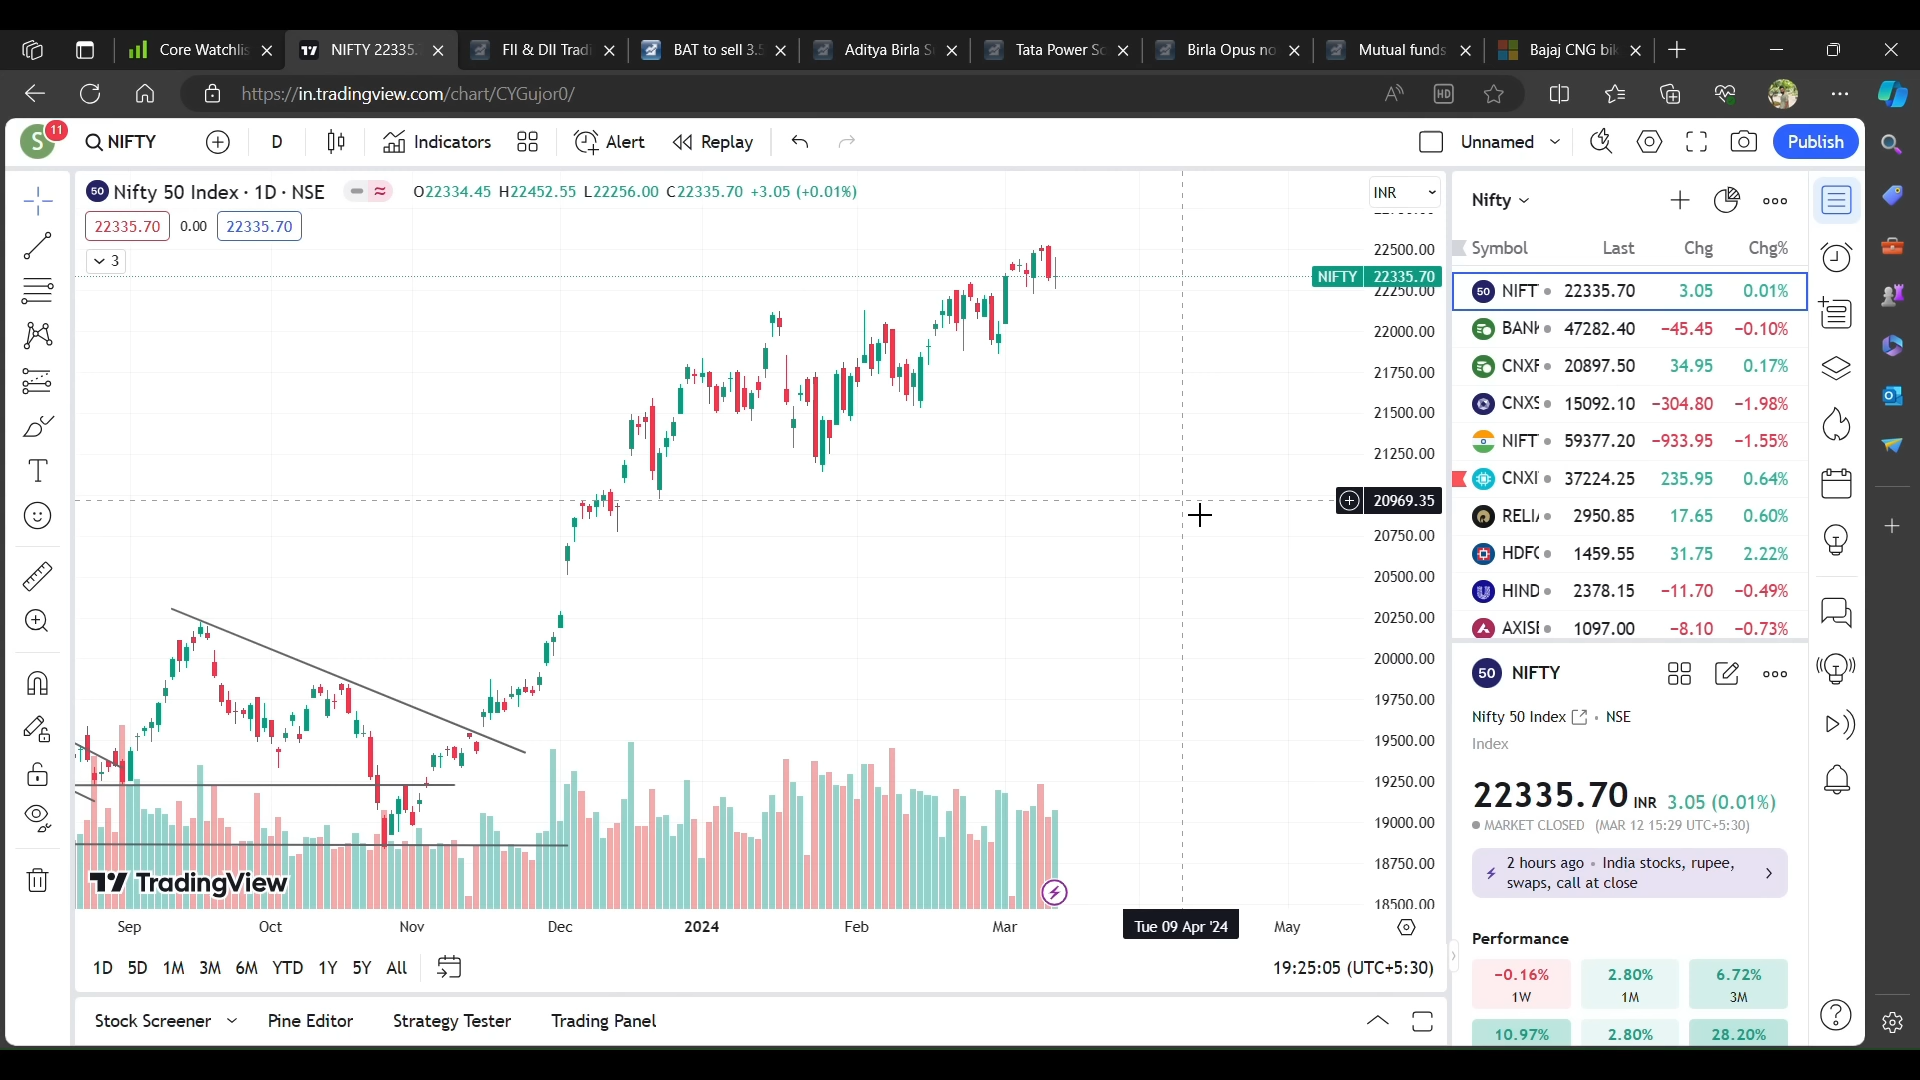 Core Watchlis
NIFTY 22335.
FII & DII Tradi
BAT to sell 3.5
Aditya Birla S
Tata Power So
Birla Opus no
Mutual funds
Bajaj CNG bik
https://in.tradingview.com/chart/CYGujor0/
S 11 NIFTY D Indicators Alert Replay Unnamed Publish
50 Nifty 50 Index · 1D · NSE O22334.45 H22452.55 L22256.00 C22335.70 +3.05 (+0.01%)
INR
22335.70 0.00 22335.70
3
22500.00
NIFTY 22335.70
22250.00
22000.00
21750.00
21500.00
21250.00
20969.35
20750.00
20500.00
20250.00
20000.00
19750.00
19500.00
19250.00
19000.00
18750.00
18500.00
TradingView
Sep Oct Nov Dec 2024 Feb Mar Tue 09 Apr '24 May
1D 5D 1M 3M 6M YTD 1Y 5Y All
19:25:05 (UTC+5:30)
Stock Screener Pine Editor Strategy Tester Trading Panel
Nifty
Symbol Last Chg Chg%
50 NIFT 22335.70 3.05 0.01%
BANK 47282.40 −45.45 −0.10%
CNXF 20897.50 34.95 0.17%
CNXS 15092.10 −304.80 −1.98%
NIFT 59377.20 −933.95 −1.55%
CNXI 37224.25 235.95 0.64%
RELI 2950.85 17.65 0.60%
HDFC 1459.55 31.75 2.22%
HIND 2378.15 −11.70 −0.49%
AXISE 1097.00 −8.10 −0.73%
50 NIFTY
Nifty 50 Index · NSE
Index
22335.70 INR 3.05 (0.01%)
MARKET CLOSED (MAR 12 15:29 UTC+5:30)
2 hours ago · India stocks, rupee,
swaps, call at close
Performance
−0.16% 2.80% 6.72%
1W 1M 3M
10.97% 2.80% 28.20%